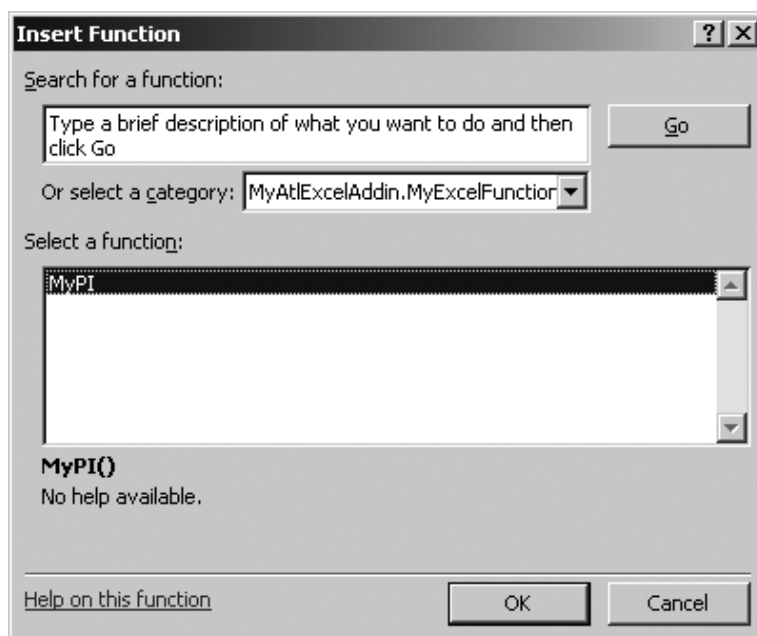 Insert Function
Search for a function:
Type a brief description of what you want to do and then
click Go
Go
Or select a category: MyAtlExcelAddin.MyExcelFunction
Select a function:
MyPI
MyPI()
No help available.
Help on this function
OK
Cancel